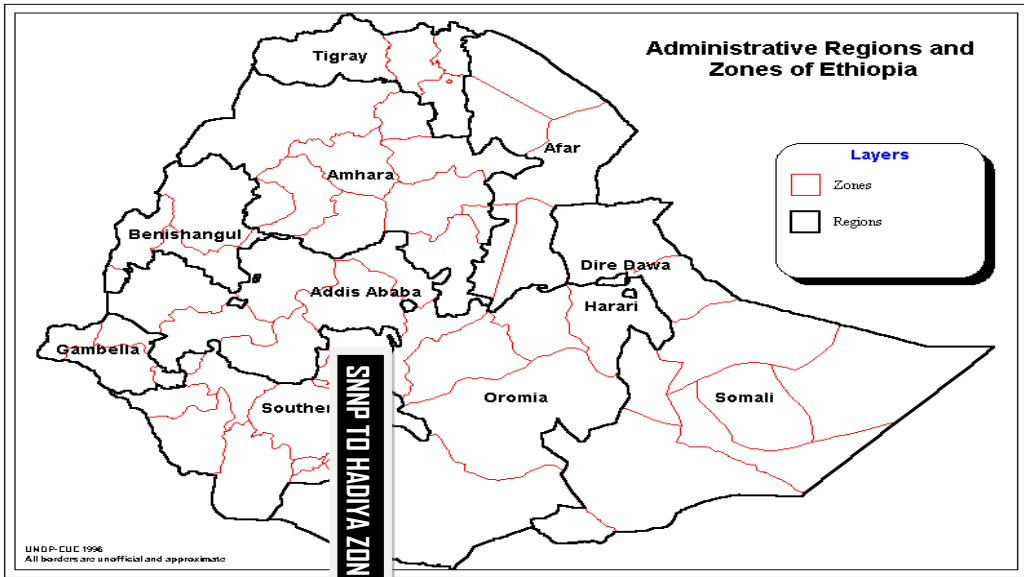 Administrative Regions and
Zones of Ethiopia
Tigray
Afar
Layers
Zones
Regions
Amhara
Benishangul
Dire Dawa
Addis Ababa
Harari
Gambella
Souther
Oromia
Somali
SNNP TO HADIYA ZON
UNDP-EUE 1996
All borders are unofficial and approximate